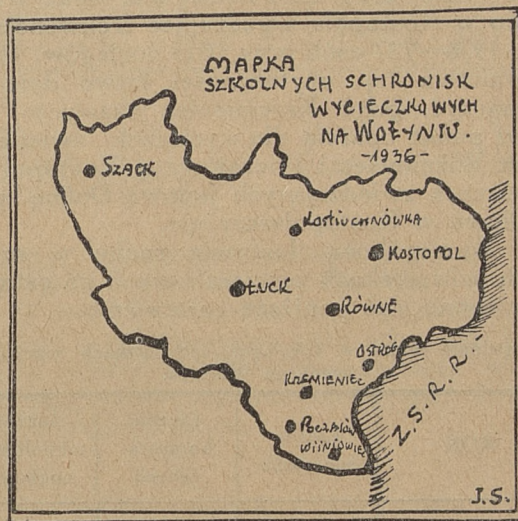 MAPKA
SZKOLNYCH SCHRONISK
WYCIECZKOWYCH
NA WOŁYNIU.
-1936-
SZACK
KOSTIUCHNÓWKA
KOSTOPOL
ŁUCK
RÓWNE
OSTRÓG
KRZEMIENIEC
POCZAJÓW
WIŚNIOWIEC
Z.S.R.R.
J.S.